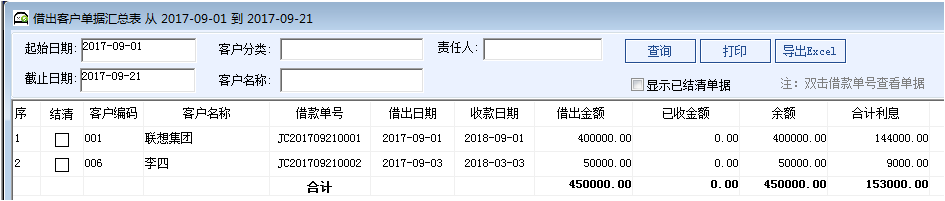 借出客户单据汇总表 从 2017-09-01 到 2017-09-21
起始日期: 2017-09-01 客户分类: 责任人: 查询 打印 导出Excel
截止日期: 2017-09-21 客户名称: 显示已结清单据 注：双击借款单号查看单据
序 结清 客户编码 客户名称 借款单号 借出日期 收款日期 借出金额 已收金额 余额 合计利息
1 001 联想集团 JC201709210001 2017-09-01 2018-09-01 400000.00 0.00 400000.00 144000.00
2 006 李四 JC201709210002 2017-09-03 2018-03-03 50000.00 0.00 50000.00 9000.00
合计 450000.00 0.00 450000.00 153000.00